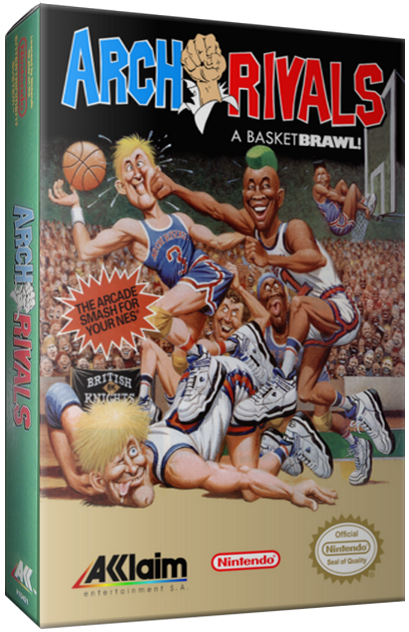 ARCH RIVALS
A BASKETBRAWL!
THE ARCADE
SMASH FOR
YOUR NES
BRITISH
KNIGHTS
AKlaim
entertainment S.A.
Nintendo
Official
Nintendo
Seal of Quality
ARCH RIVALS